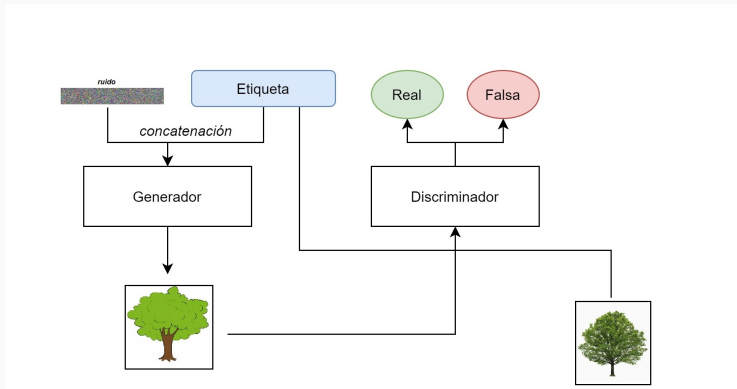 ruido
Etiqueta
Real
Falsa
concatenación
Generador
Discriminador